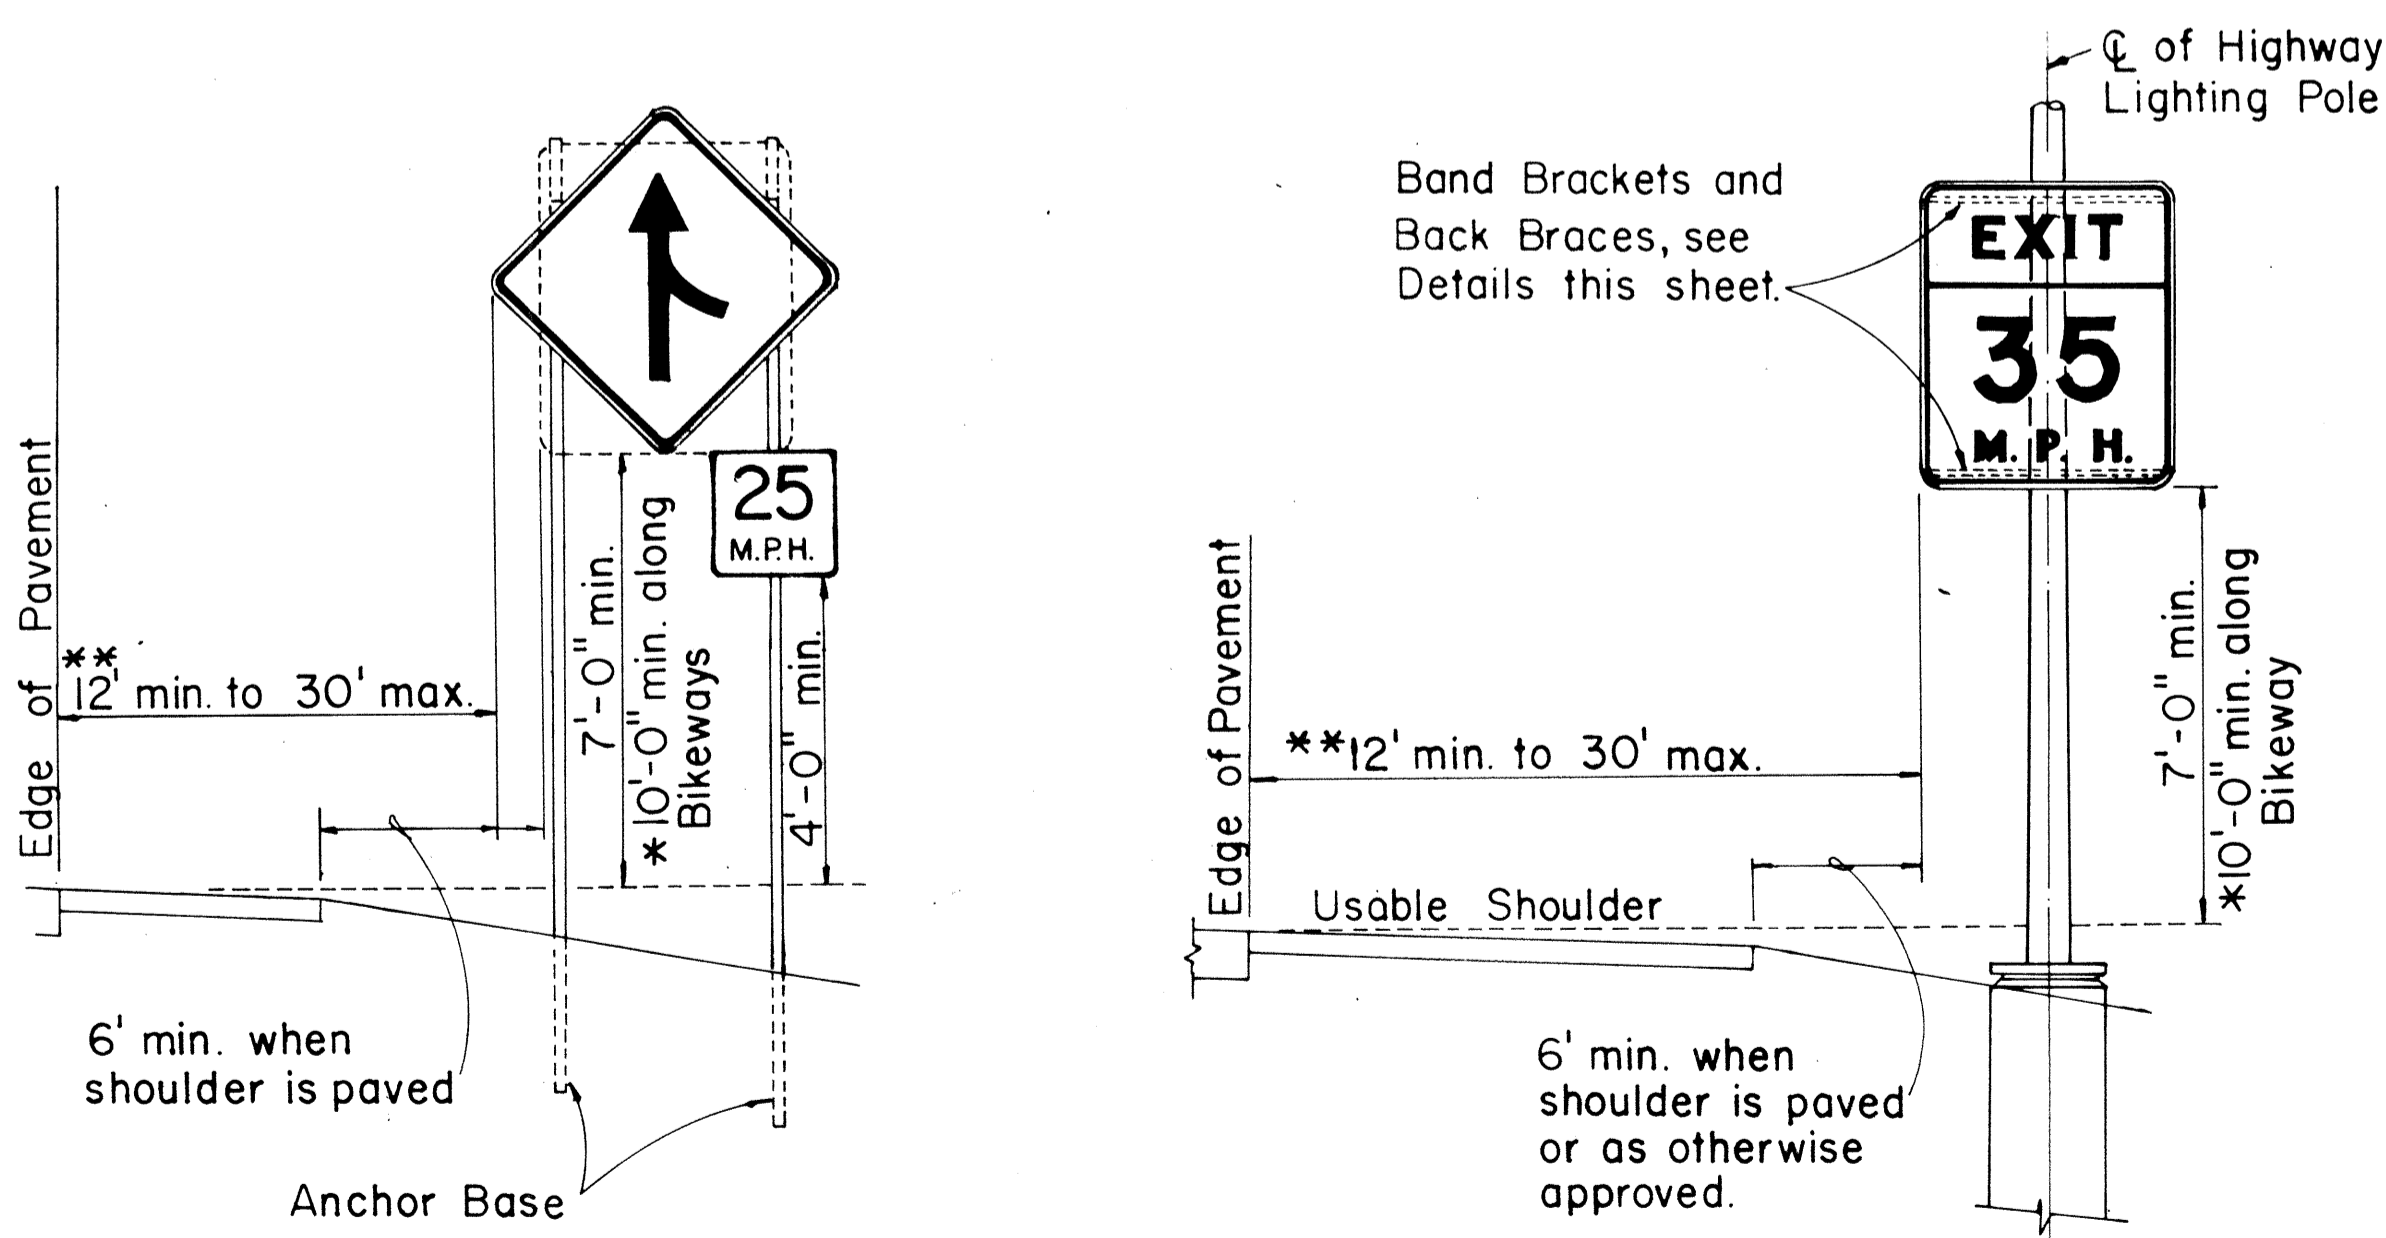 Edge of Pavement
**
12' min. to 30' max.
7'-0" min.
*10'-0" min. along
Bikeways
25
M.P.H.
4'-0" min.
6' min. when
shoulder is paved
Anchor Base
℄ of Highway
Lighting Pole
Band Brackets and
Back Braces, see
Details this sheet.
EXIT
35
M. P. H.
Edge of Pavement
**12' min. to 30' max.
7'-0" min.
*10'-0" min. along
Bikeway
Usable Shoulder
6' min. when
shoulder is paved
or as otherwise
approved.